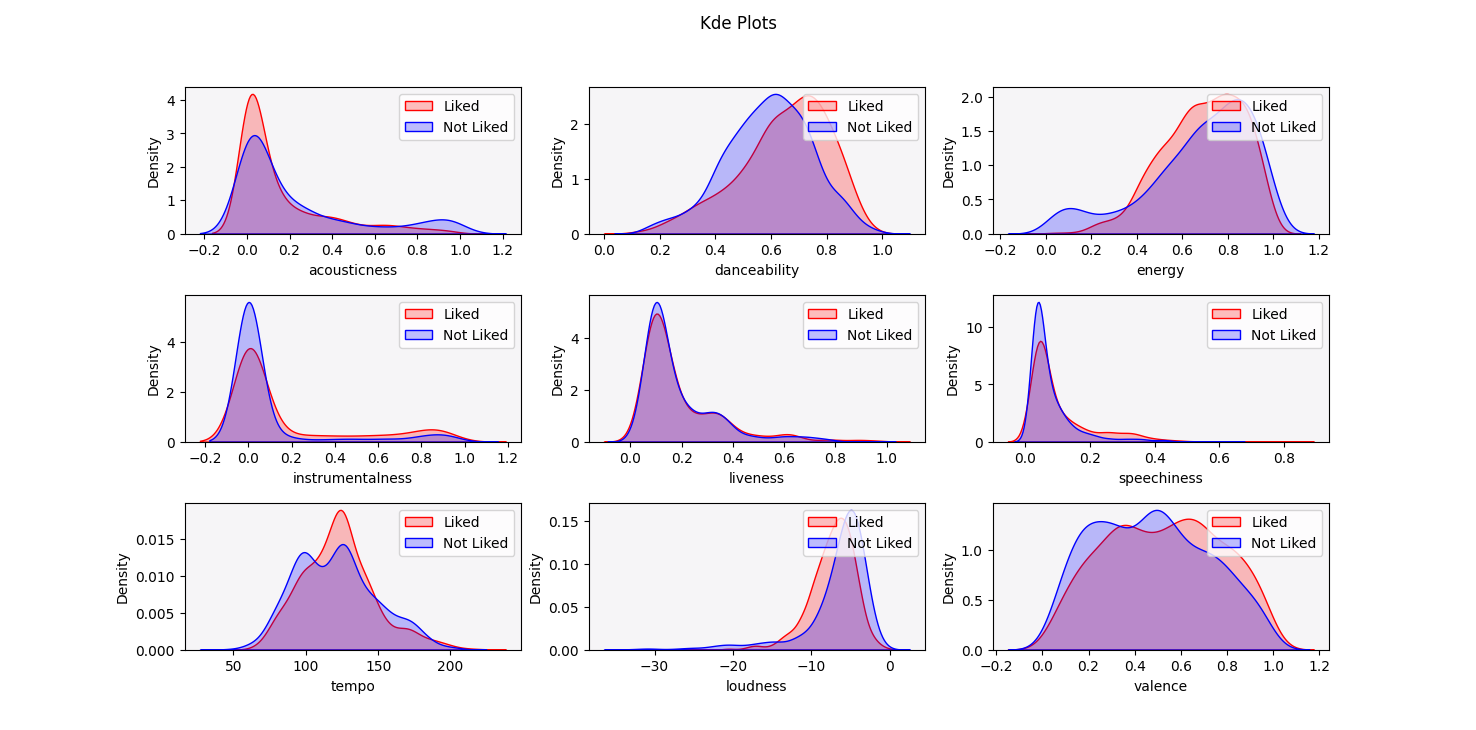 Kde Plots
Density
4
3
2
1
0
Liked
Not Liked
−0.2 0.0 0.2 0.4 0.6 0.8 1.0 1.2
acousticness
Density
2
1
0
Liked
Not Liked
0.0 0.2 0.4 0.6 0.8 1.0
danceability
Density
2.0
1.5
1.0
0.5
0.0
Liked
Not Liked
−0.2 0.0 0.2 0.4 0.6 0.8 1.0 1.2
energy
Density
4
2
0
Liked
Not Liked
−0.2 0.0 0.2 0.4 0.6 0.8 1.0 1.2
instrumentalness
Density
4
2
0
Liked
Not Liked
0.0 0.2 0.4 0.6 0.8 1.0
liveness
Density
10
5
0
Liked
Not Liked
0.0 0.2 0.4 0.6 0.8
speechiness
Density
0.015
0.010
0.005
0.000
Liked
Not Liked
50 100 150 200
tempo
Density
0.15
0.10
0.05
0.00
Liked
Not Liked
−30 −20 −10 0
loudness
Density
1.0
0.5
0.0
Liked
Not Liked
−0.2 0.0 0.2 0.4 0.6 0.8 1.0 1.2
valence